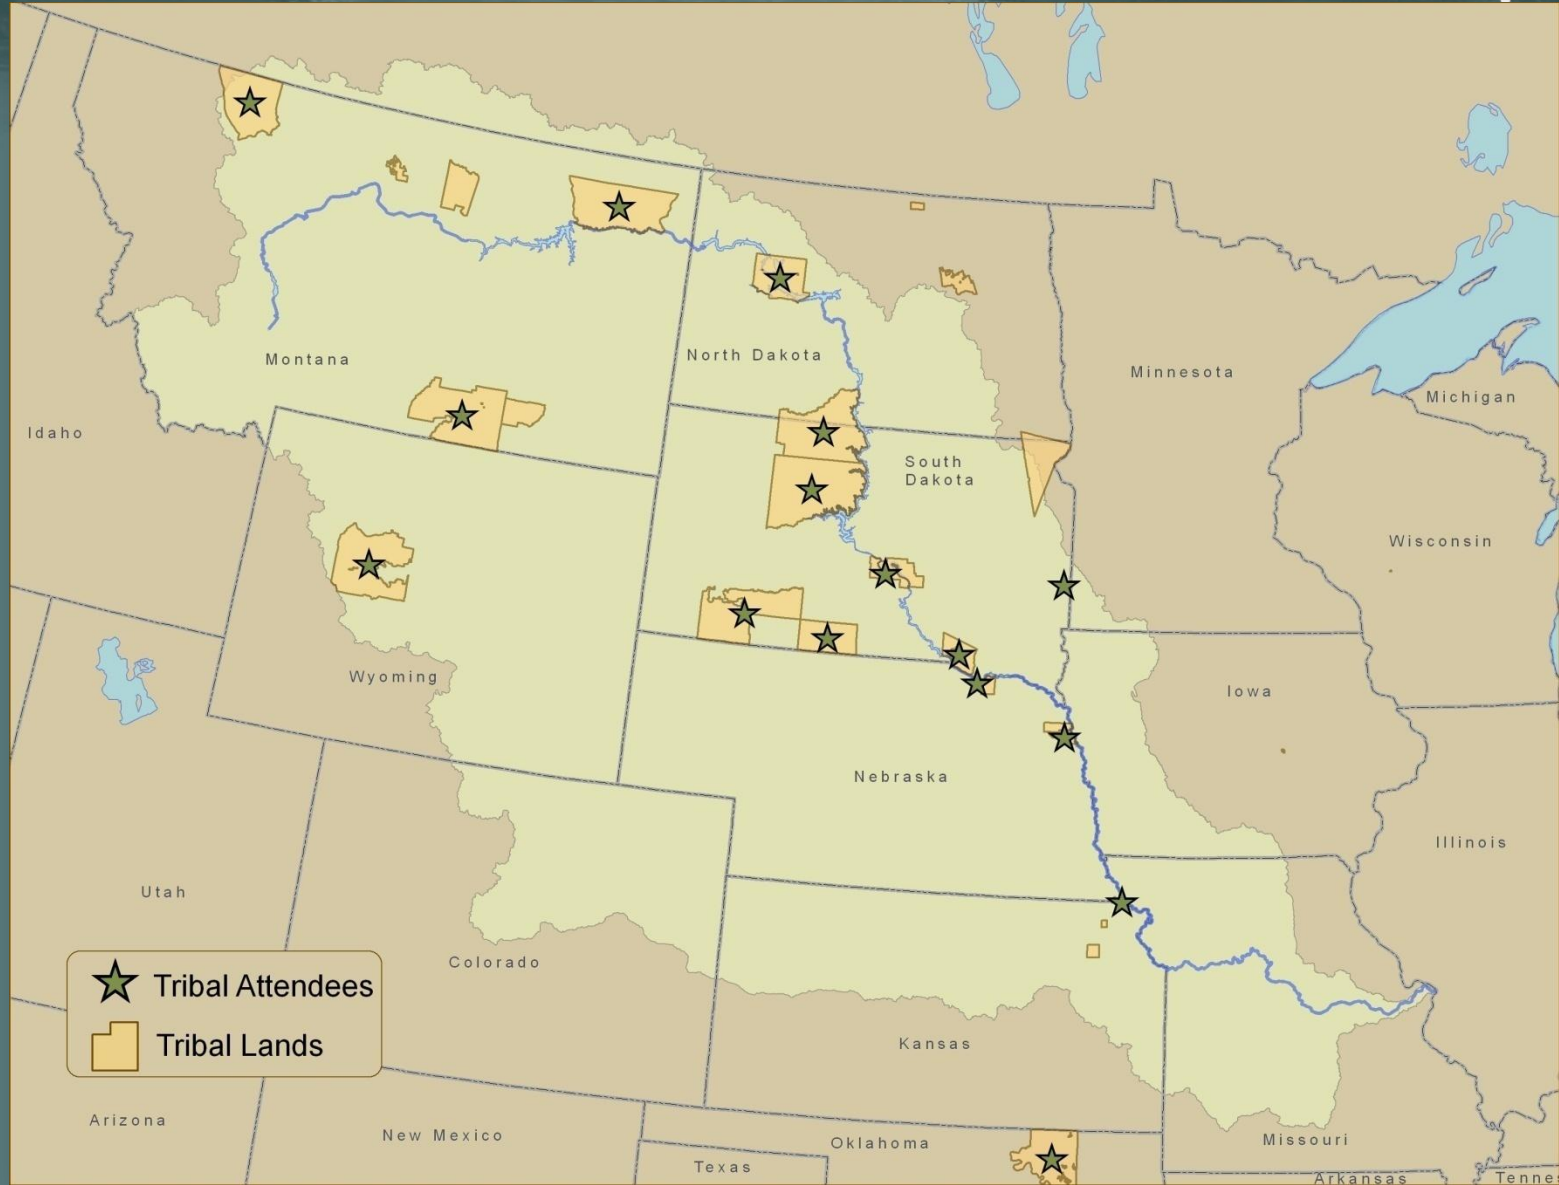 Montana
North Dakota
Minnesota
Michigan
Idaho
South
Dakota
Wisconsin
Wyoming
Iowa
Nebraska
Illinois
Utah
Colorado
Tribal Attendees
Tribal Lands
Kansas
Arizona
New Mexico
Oklahoma
Missouri
Texas
Arkansas
Tenne